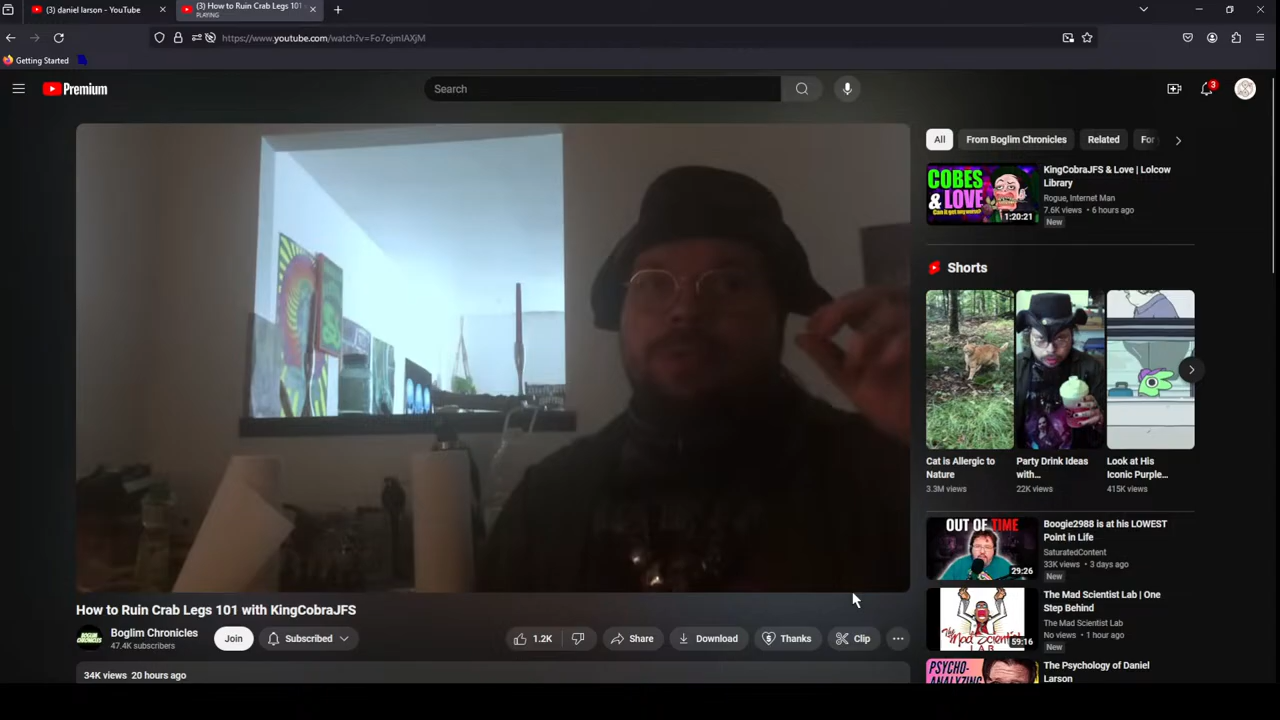 (3) daniel larson - YouTube
(3) How to Ruin Crab Legs 101
PLAYING
https://www.youtube.com/watch?v=Fo7ojmIAXjM
Getting Started
Premium
Search
3
All
From Boglim Chronicles
Related
For
COBES
& LOVE
1:20:21
KingCobraJFS & Love | Lolcow
Library
Rogue, Internet Man
7.6K views • 6 hours ago
New
Shorts
Cat is Allergic to
Nature
3.3M views
Party Drink Ideas
with...
22K views
Look at His
Iconic Purple...
415K views
OUT OF TIME
29:26
Boogie2988 is at his LOWEST
Point in Life
SaturatedContent
33K views • 3 days ago
New
59:16
The Mad Scientist Lab | One
Step Behind
The Mad Scientist Lab
No views • 1 hour ago
New
PSYCHO-
ANALYZING
The Psychology of Daniel
Larson
How to Ruin Crab Legs 101 with KingCobraJFS
Boglim Chronicles
47.4K subscribers
Join
Subscribed
1.2K
Share
Download
Thanks
Clip
34K views 20 hours ago